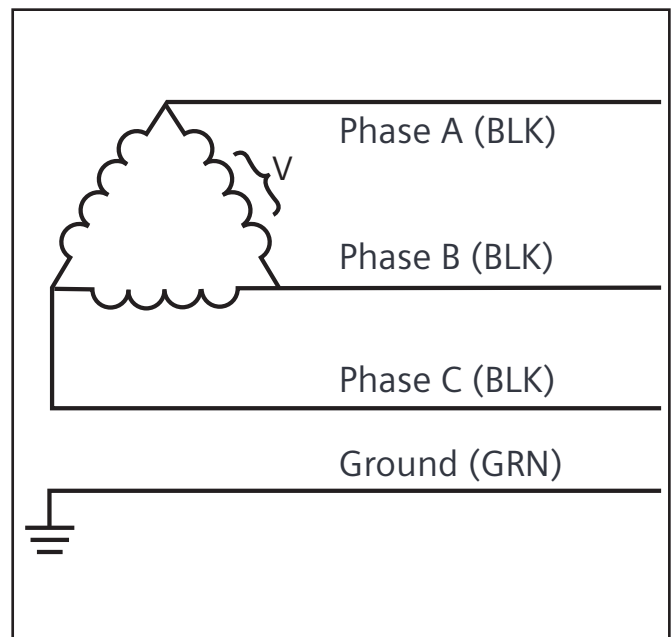 Phase A (BLK)
V
Phase B (BLK)
Phase C (BLK)
Ground (GRN)